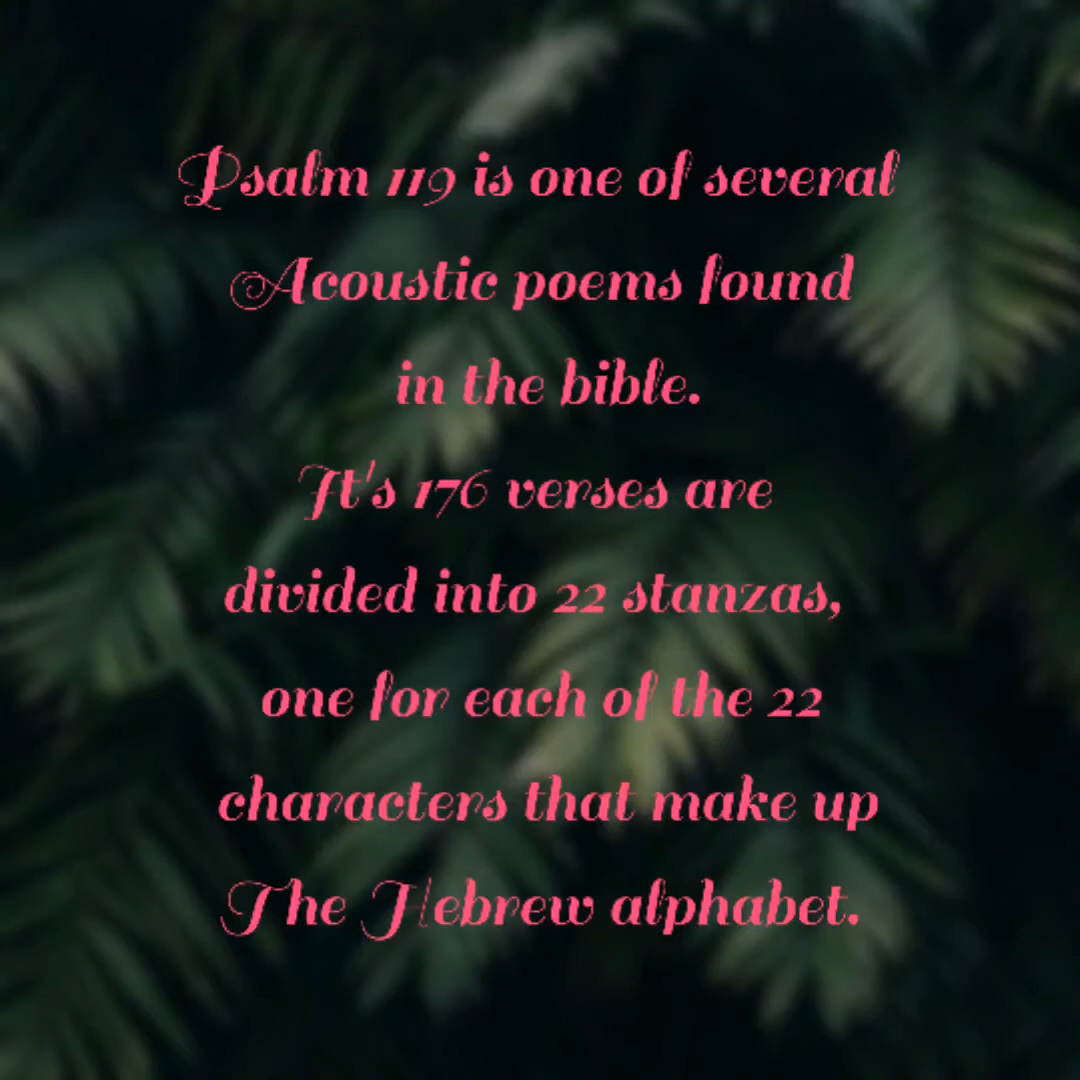 Psalm 119 is one of several
Acoustic poems found
in the bible.
It's 176 verses are
divided into 22 stanzas,
one for each of the 22
characters that make up
The Hebrew alphabet.